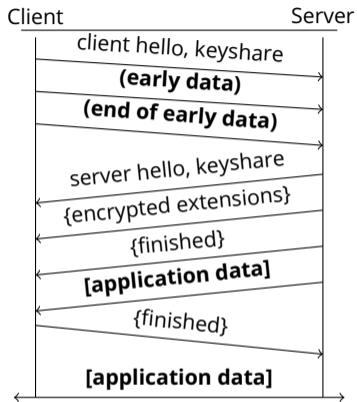 Client
Server
client hello, keyshare
(early data)
(end of early data)
server hello, keyshare
{encrypted extensions}
{finished}
[application data]
{finished}
[application data]